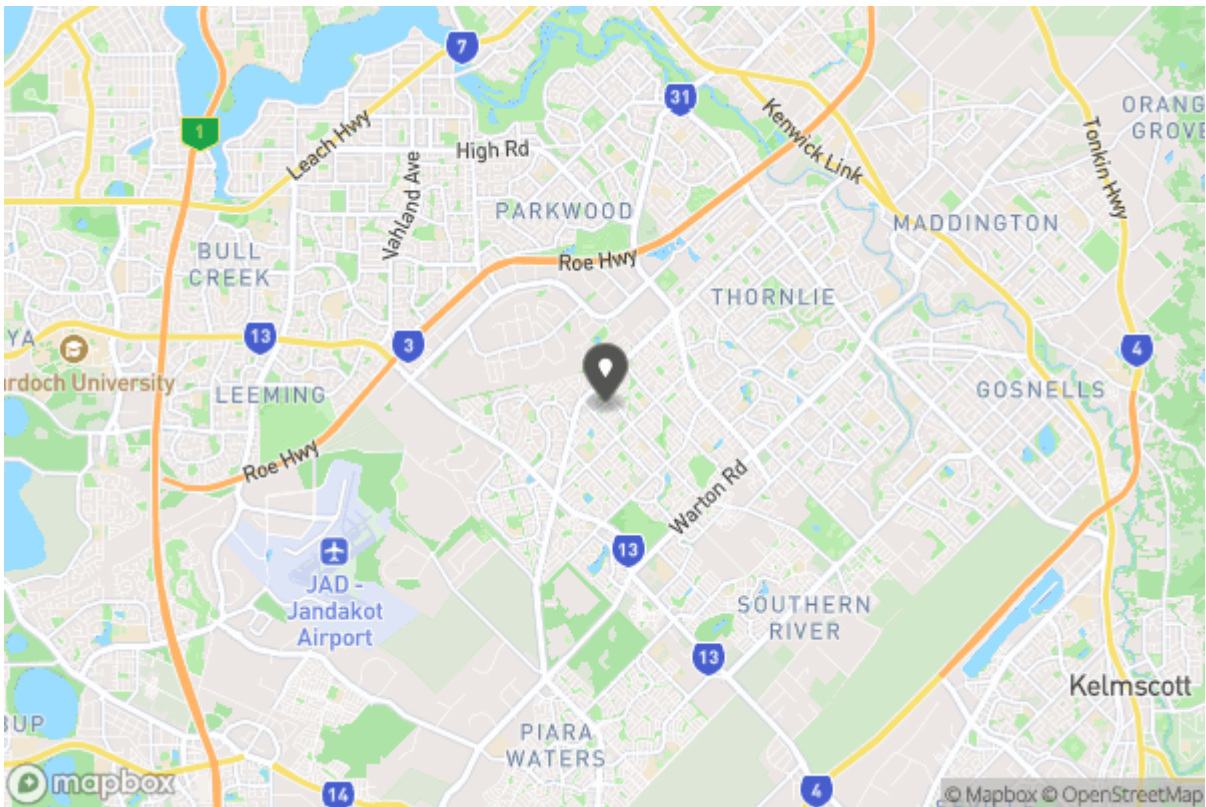 7
31
1
ORANG
GROVE
Leach Hwy
High Rd
Kenwick Link
Tonkin Hwy
Vahland Ave
PARKWOOD
MADDINGTON
BULL
CREEK
Roe Hwy
THORNLIE
YA
13
3
4
urdoch University
LEEMING
GOSNELLS
Roe Hwy
Warton Rd
13
JAD -
Jandakot
Airport
SOUTHERN
RIVER
13
Kelmscott
BUP
PIARA
WATERS
mapbox
14
4
© Mapbox © OpenStreetMap